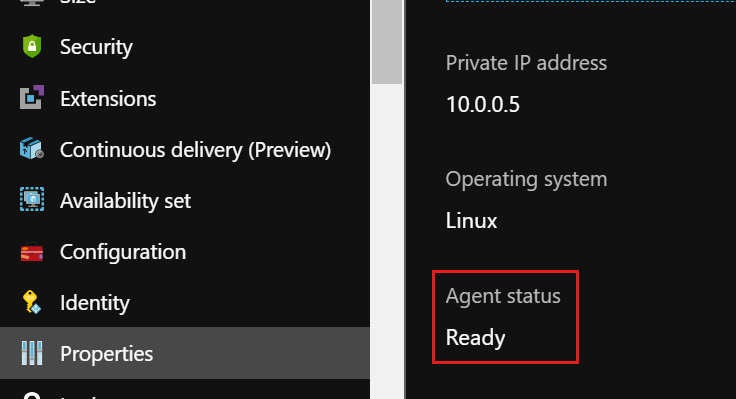 Size
Security
Extensions
Continuous delivery (Preview)
Availability set
Configuration
Identity
Properties
Private IP address
10.0.0.5
Operating system
Linux
Agent status
Ready